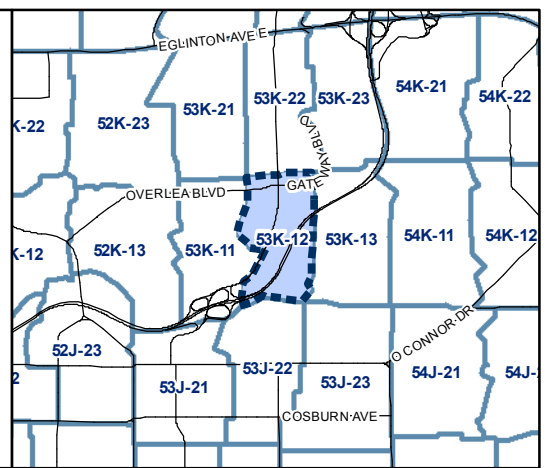 EGLINTON AVE E
54K-21
53K-22
53K-23
54K-22
53K-21
K-22
52K-23
GATEWAY BLVD
OVERLEA BLVD
54K-11
54K-12
53K-12
53K-13
53K-11
52K-13
K-12
O CONNOR DR
52J-23
53J-22
54J-21
54J-
2
53J-21
53J-23
COSBURN AVE